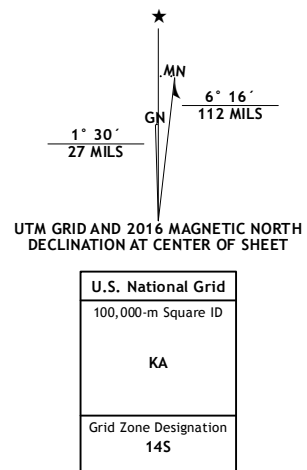 ★
MN
GN
1° 30´
27 MILS
6° 16´
112 MILS
UTM GRID AND 2016 MAGNETIC NORTH
DECLINATION AT CENTER OF SHEET
U.S. National Grid
100,000-m Square ID
KA
Grid Zone Designation
14S